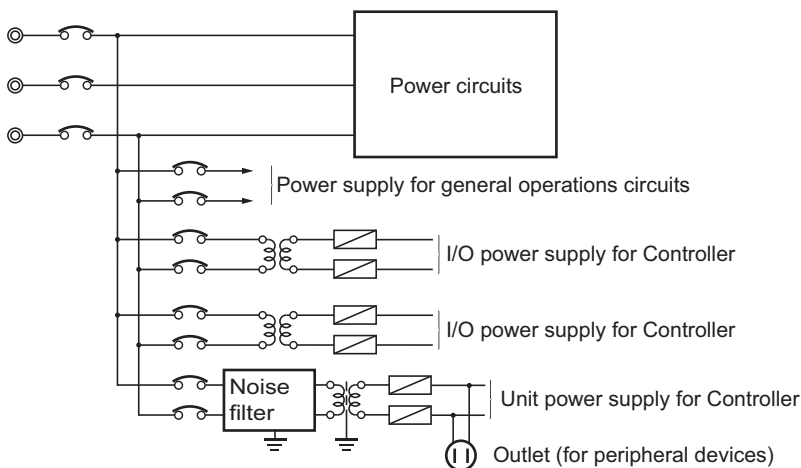 Power circuits
Power supply for general operations circuits
I/O power supply for Controller
I/O power supply for Controller
Noise
filter
Unit power supply for Controller
Outlet (for peripheral devices)